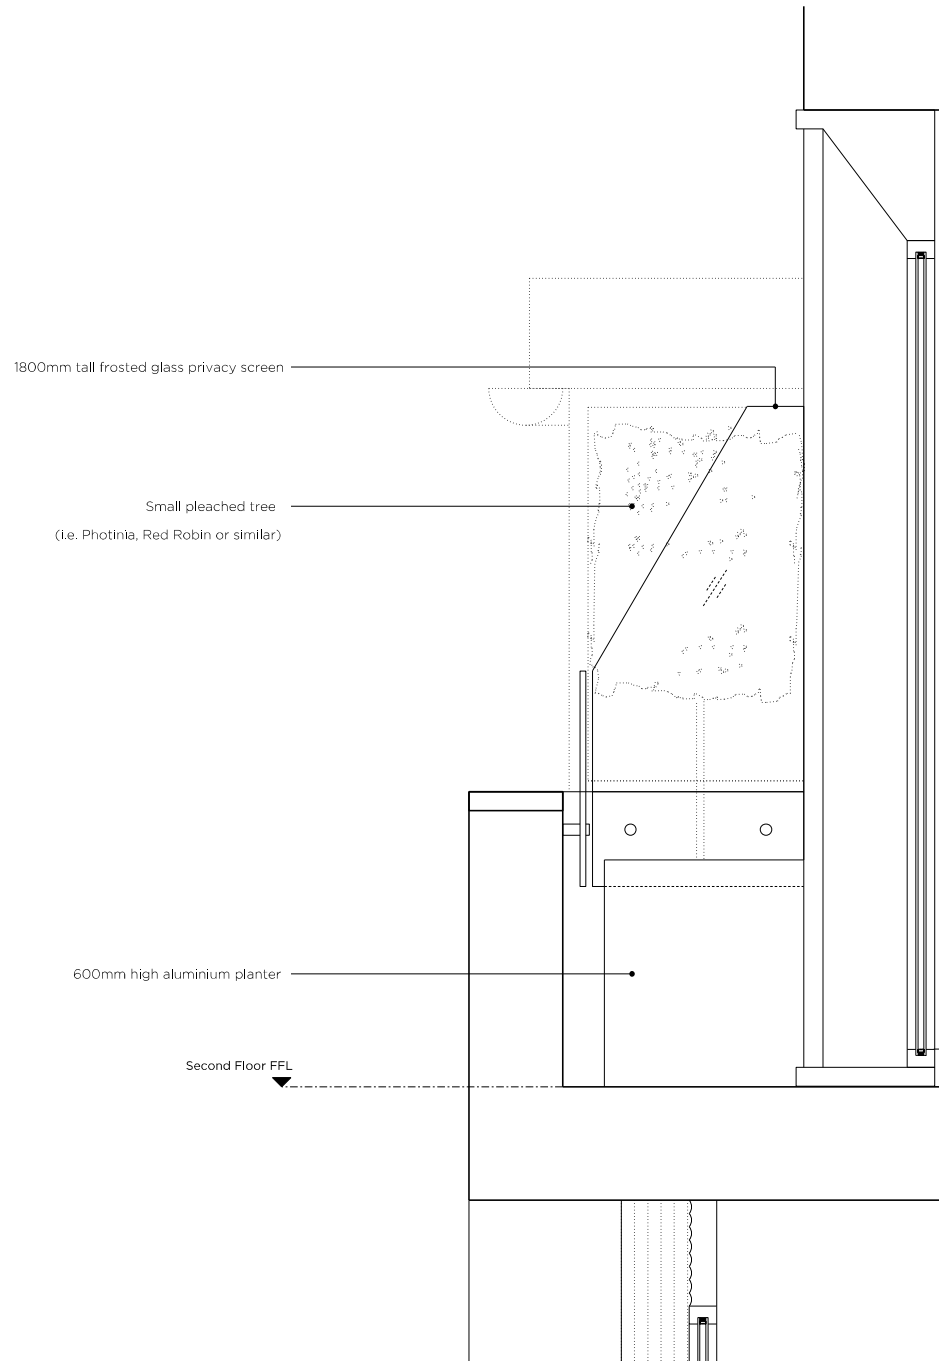 1800mm tall frosted glass privacy screen
Small pleached tree
(i.e. Photinia, Red Robin or similar)
600mm high aluminium planter
Second Floor FFL